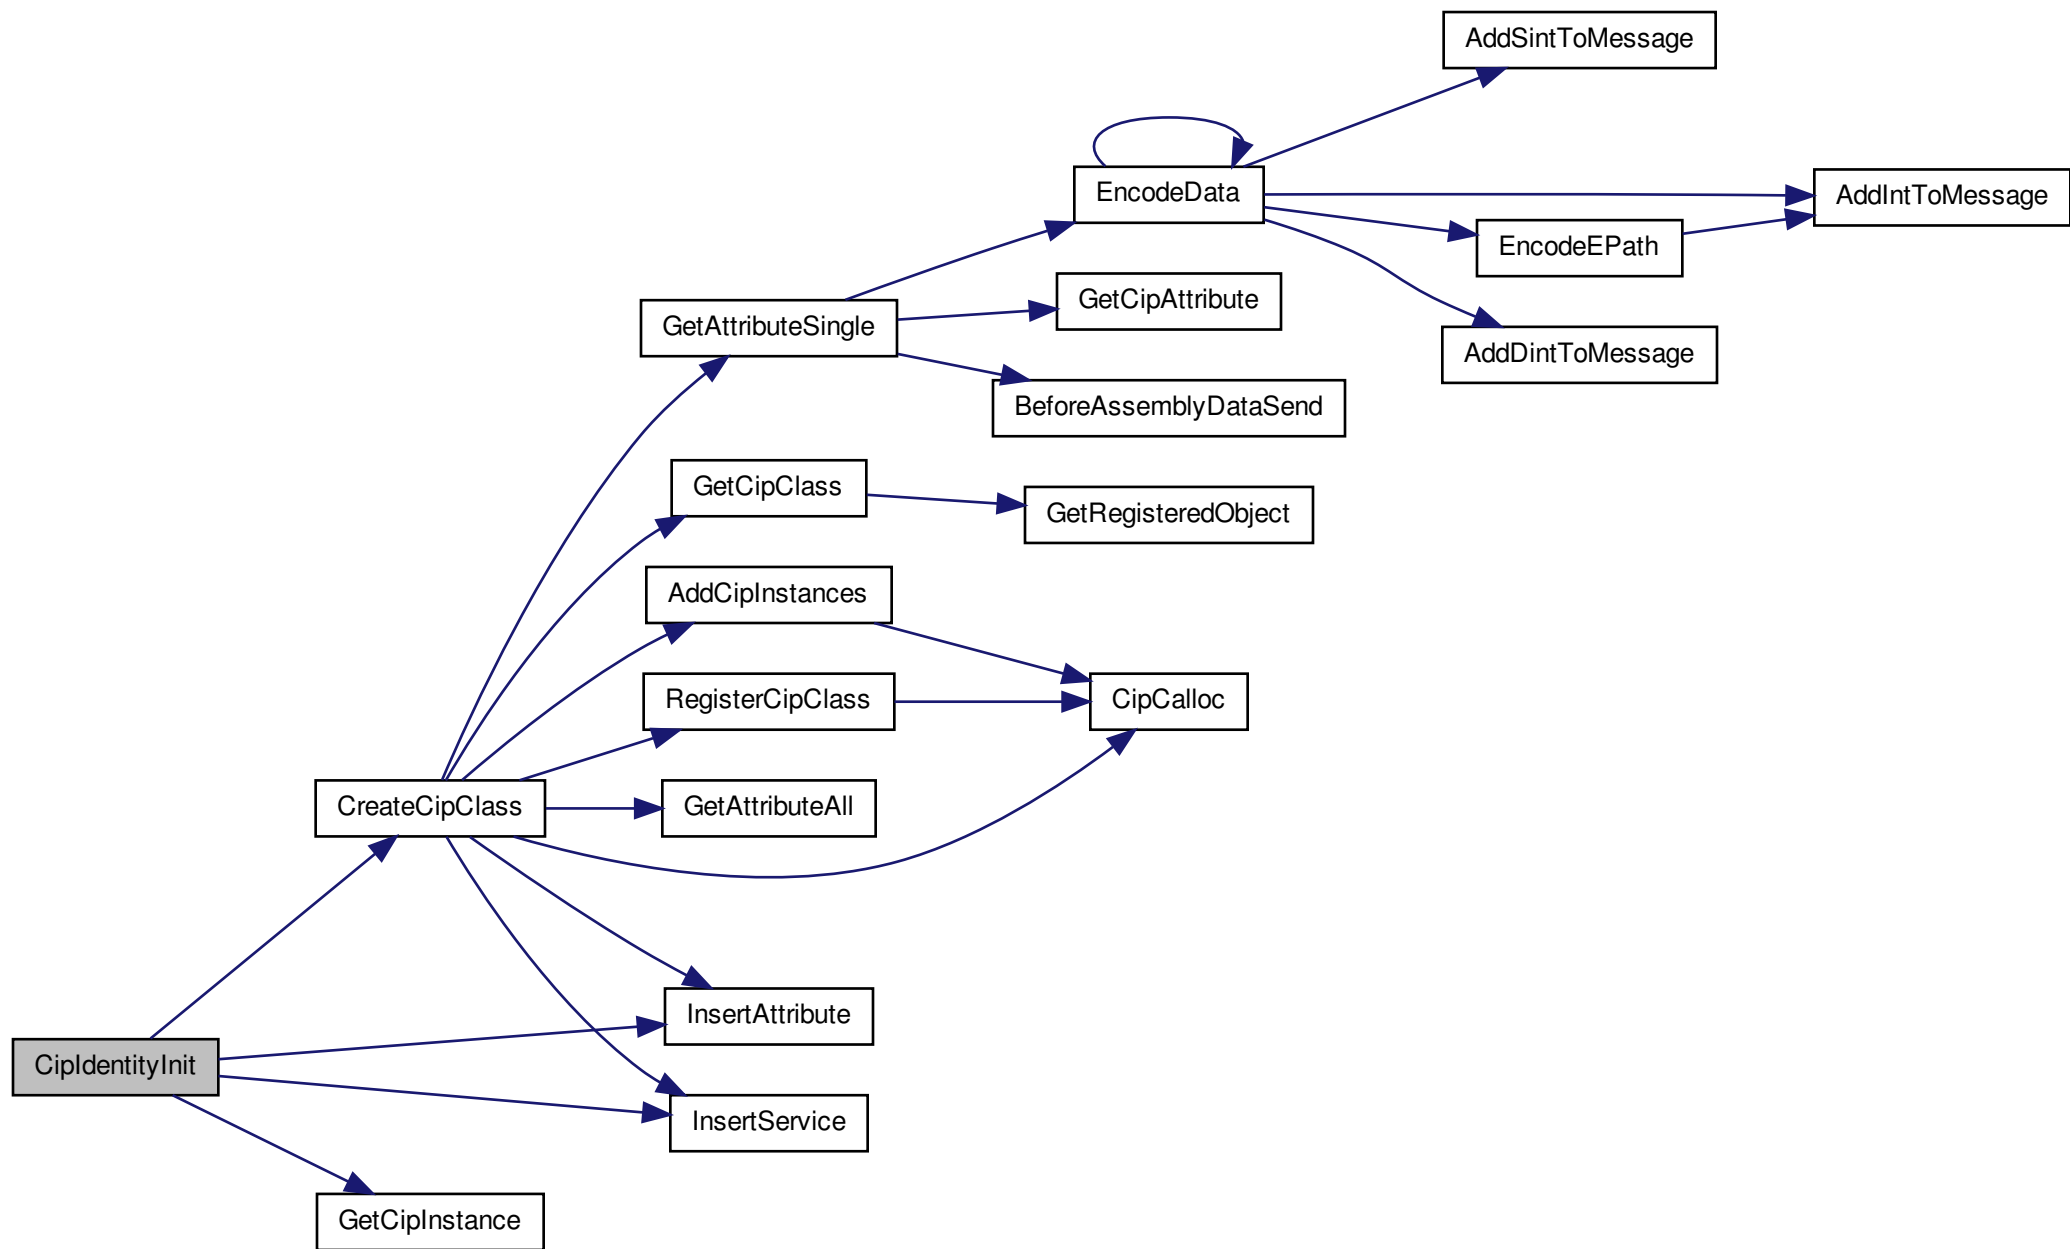 AddSintToMessage
EncodeData
AddIntToMessage
EncodeEPath
GetCipAttribute
GetAttributeSingle
AddDintToMessage
BeforeAssemblyDataSend
GetCipClass
GetRegisteredObject
AddCipInstances
RegisterCipClass
CipCalloc
CreateCipClass
GetAttributeAll
InsertAttribute
CipIdentityInit
InsertService
GetCipInstance